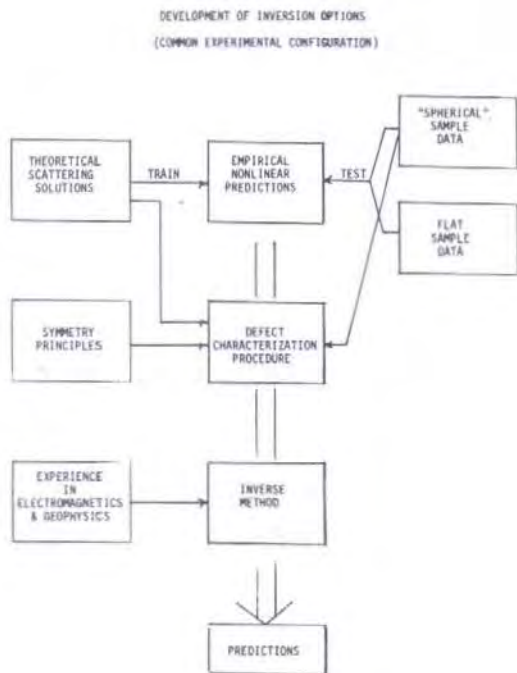 DEVELOPMENT OF INVERSION OPTIONS
(COMMON EXPERIMENTAL CONFIGURATION)
THEORETICAL
SCATTERING
SOLUTIONS
TRAIN
EMPIRICAL
NONLINEAR
PREDICTIONS
TEST
"SPHERICAL"
SAMPLE
DATA
FLAT
SAMPLE
DATA
SYMMETRY
PRINCIPLES
DEFECT
CHARACTERIZATION
PROCEDURE
EXPERIENCE
IN
ELECTROMAGNETICS
& GEOPHYSICS
INVERSE
METHOD
PREDICTIONS